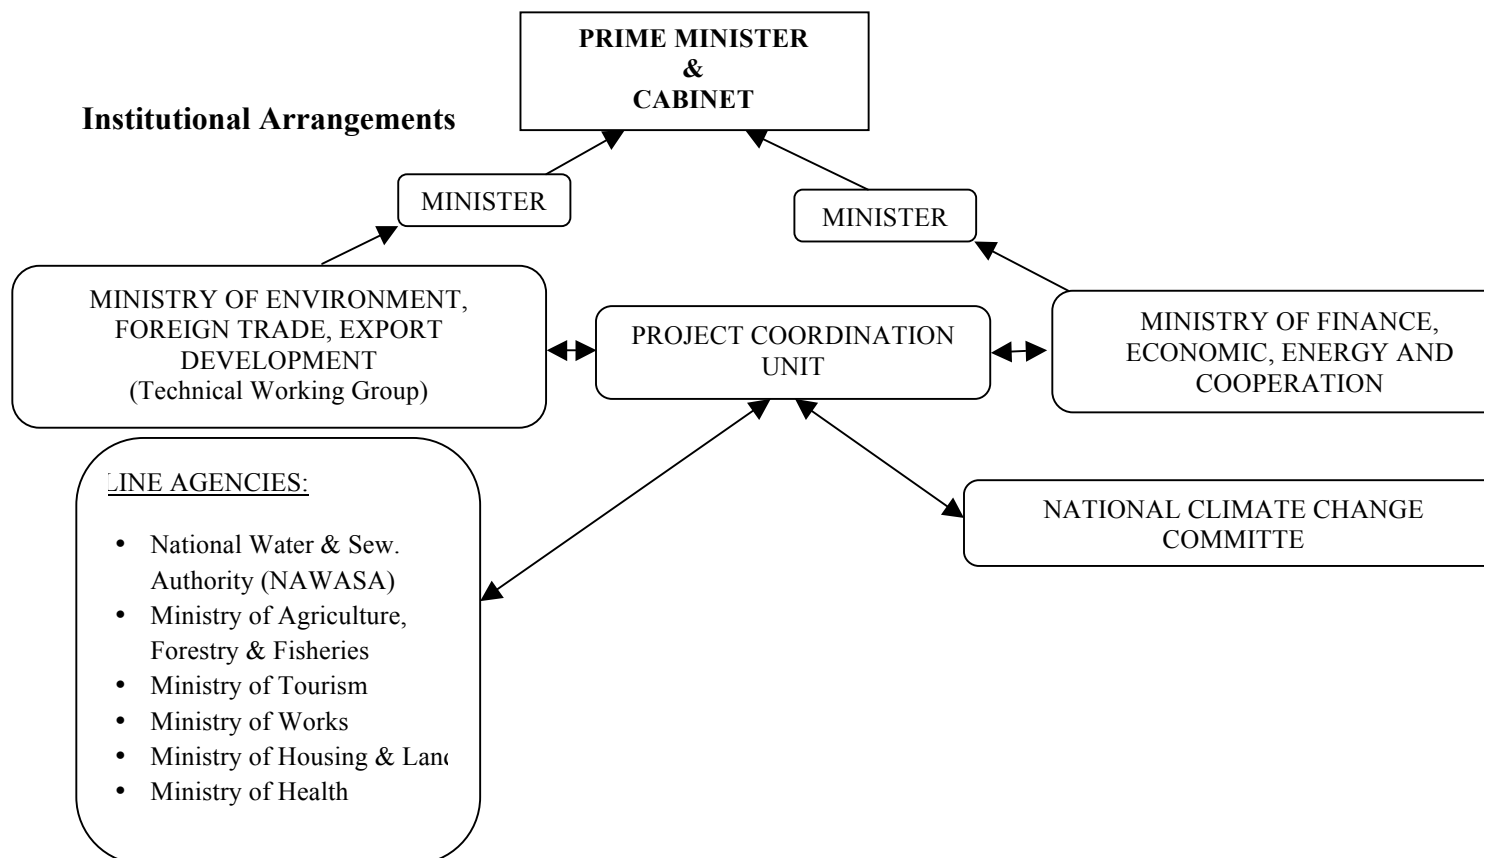 PRIME MINISTER
&
CABINET
Institutional Arrangements
MINISTER
MINISTER
MINISTRY OF ENVIRONMENT,
FOREIGN TRADE, EXPORT
DEVELOPMENT
(Technical Working Group)
PROJECT COORDINATION
UNIT
MINISTRY OF FINANCE,
ECONOMIC, ENERGY AND
COOPERATION
LINE AGENCIES:
• National Water & Sew.
Authority (NAWASA)
• Ministry of Agriculture,
Forestry & Fisheries
• Ministry of Tourism
• Ministry of Works
• Ministry of Housing & Land
• Ministry of Health
NATIONAL CLIMATE CHANGE
COMMITTE